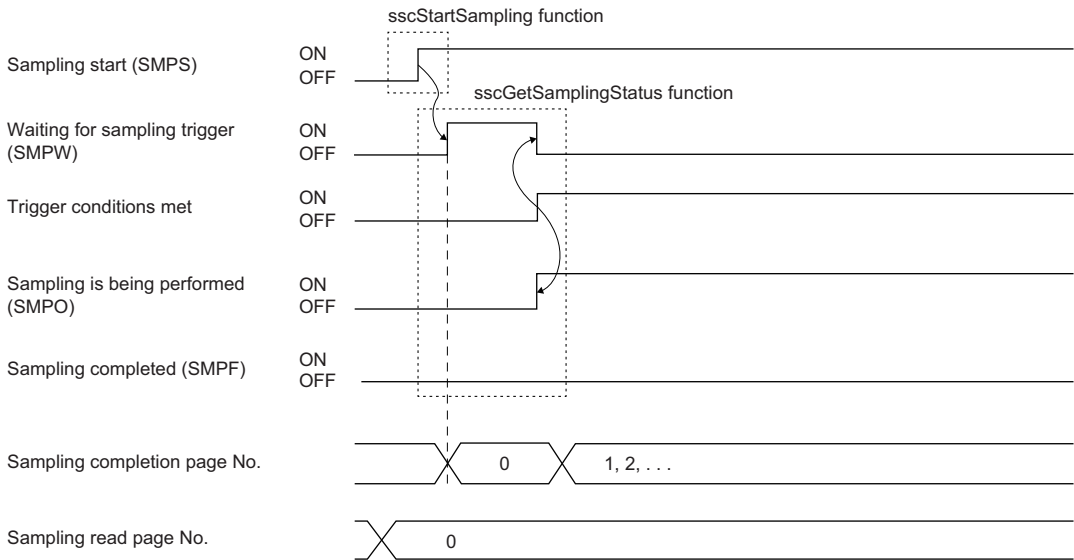 sscStartSampling function
Sampling start (SMPS)
ON
OFF
sscGetSamplingStatus function
Waiting for sampling trigger
(SMPW)
ON
OFF
Trigger conditions met
ON
OFF
Sampling is being performed
(SMPO)
ON
OFF
Sampling completed (SMPF)
ON
OFF
Sampling completion page No.
0
1, 2, . . .
Sampling read page No.
0